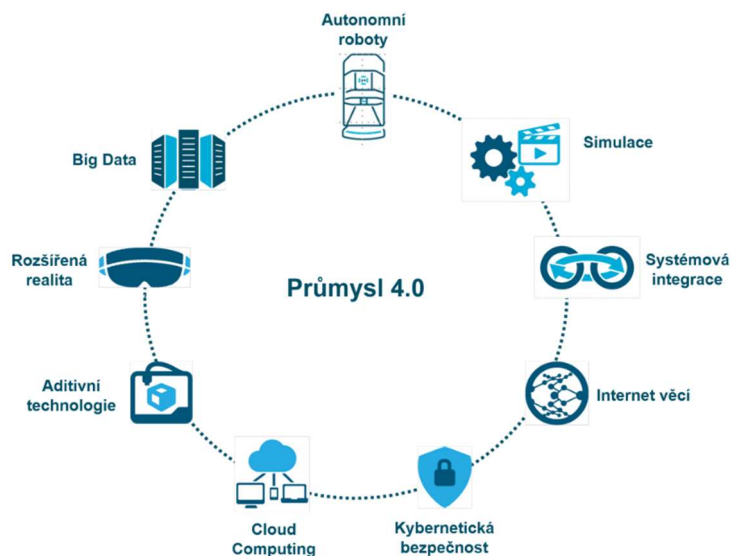 Autonomní
roboty
Simulace
Systémová
integrace
Internet věcí
Kybernetická
bezpečnost
Cloud
Computing
Aditivní
technologie
Rozšířená
realita
Big Data
Průmysl 4.0